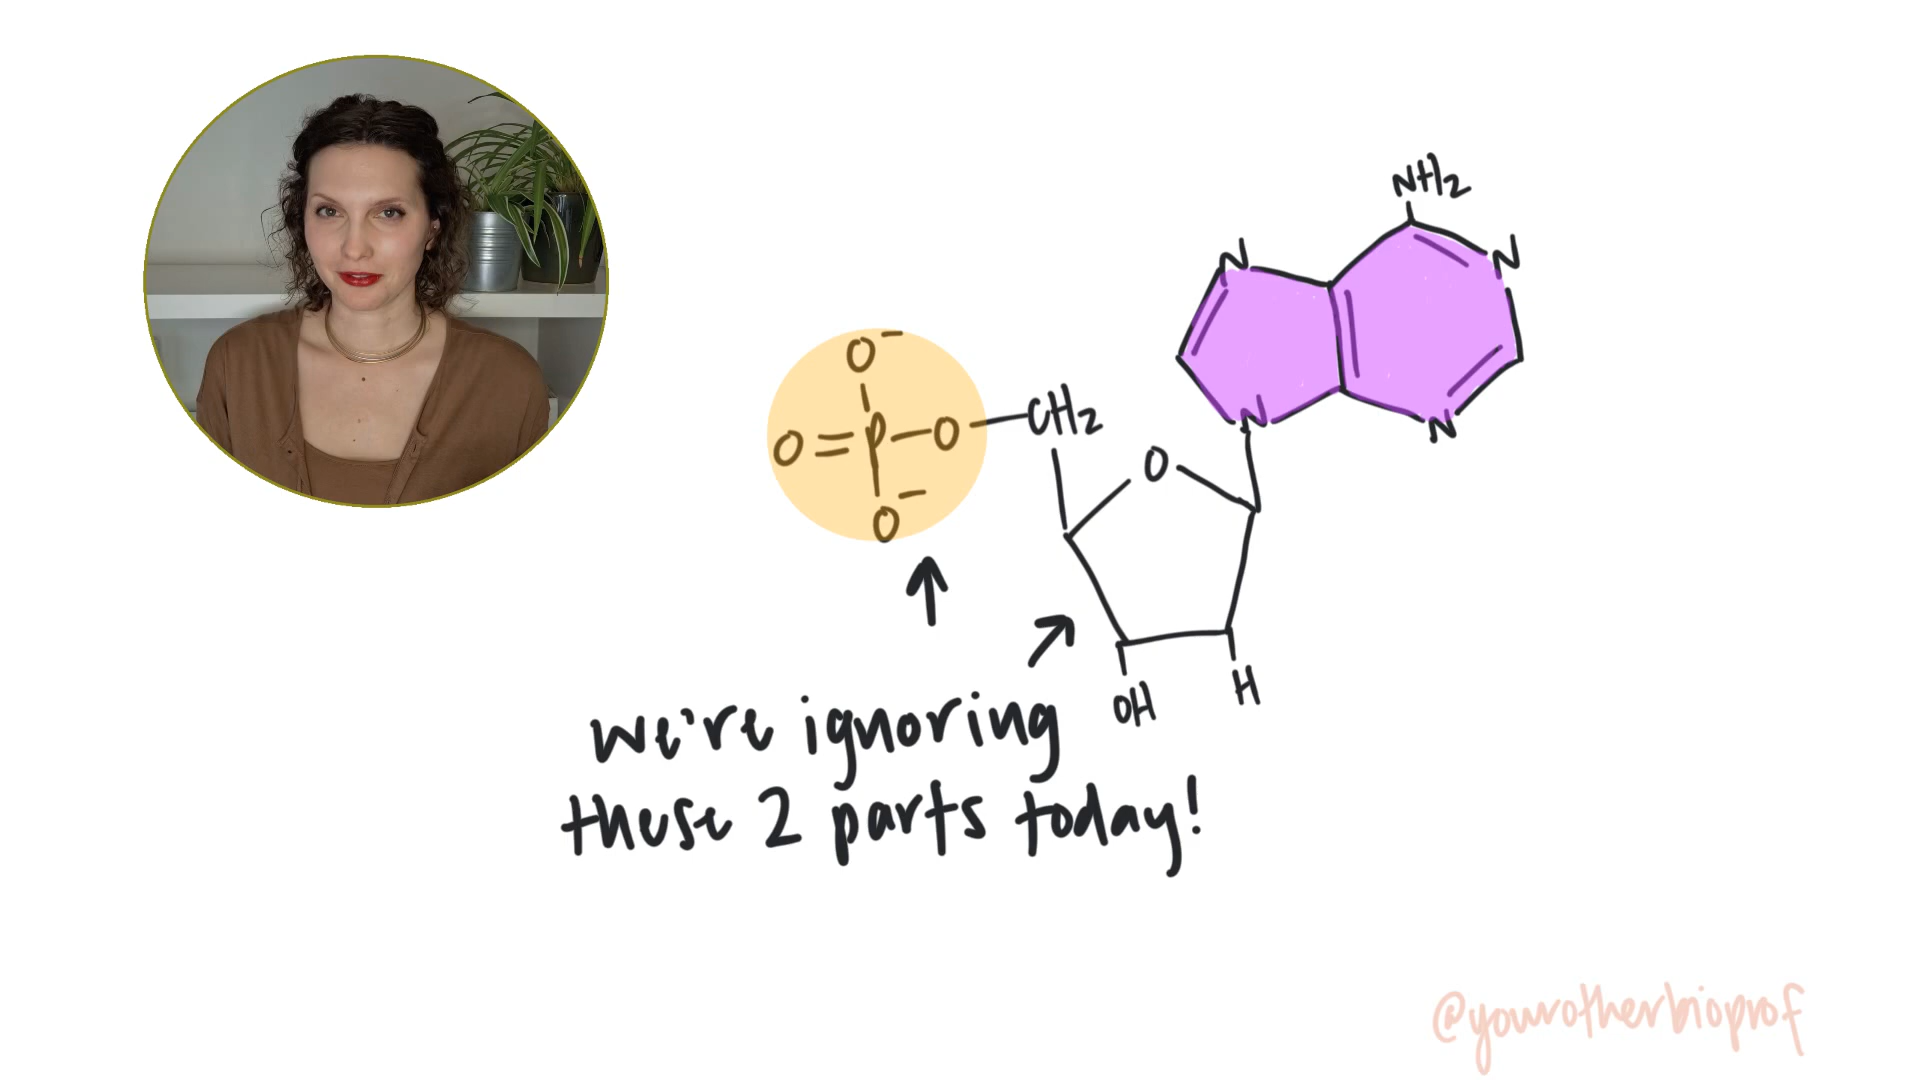 NH2
N
N
O-
CH2
O=P-O
N
N
O
O-
OH
H
we're ignoring
these 2 parts today!
@yourotherbioprof